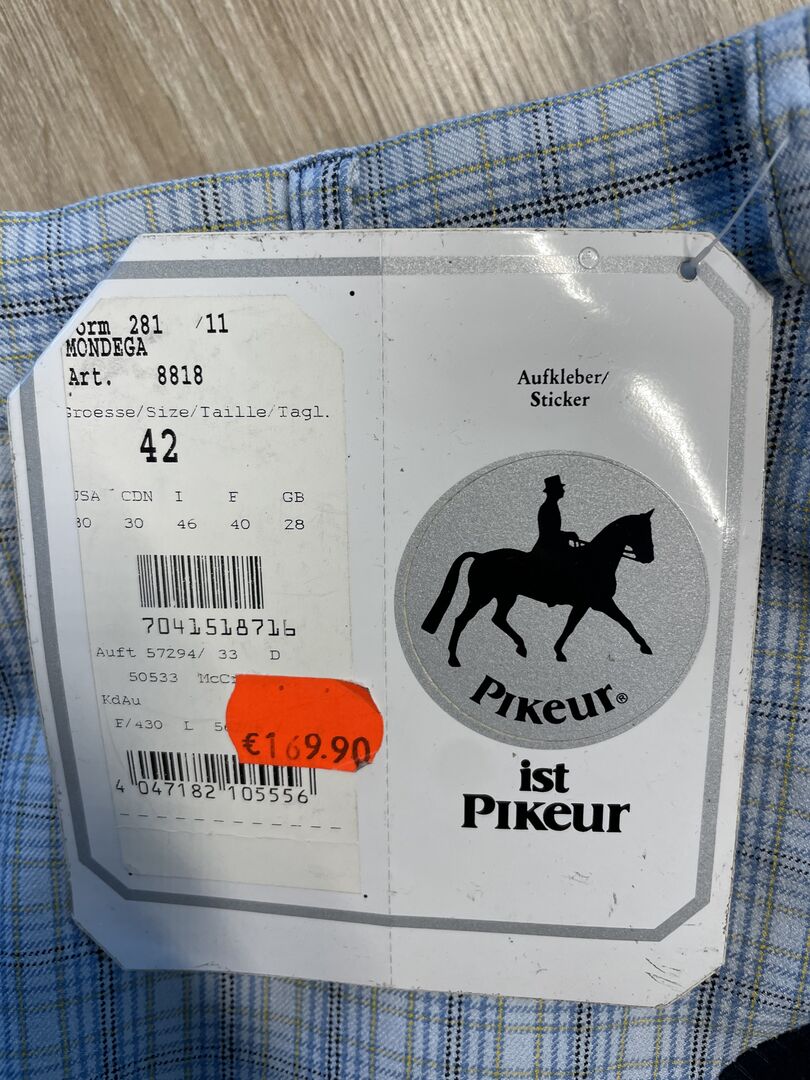 orm 281 /11
MONDEGA
Art. 8818
Groesse/Size/Taille/Tagl.
42
USA CDN I F GB
30 30 46 40 28
7041518716
Auft 57294/ 33 D
50533
KdAu
F/430 L
€169.90
4 047182 105556
Aufkleber/
Sticker
PIKeur®
ist
PIKeur